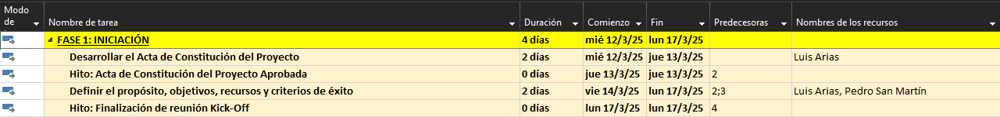 Modo de Nombre de tarea Duración Comienzo Fin Predecesoras Nombres de los recursos
FASE 1: INICIACIÓN 4 días mié 12/3/25 lun 17/3/25
Desarrollar el Acta de Constitución del Proyecto 2 días mié 12/3/25 jue 13/3/25 Luis Arias
Hito: Acta de Constitución del Proyecto Aprobada 0 días jue 13/3/25 jue 13/3/25 2
Definir el propósito, objetivos, recursos y criterios de éxito 2 días vie 14/3/25 lun 17/3/25 2;3 Luis Arias, Pedro San Martín
Hito: Finalización de reunión Kick-Off 0 días lun 17/3/25 lun 17/3/25 4